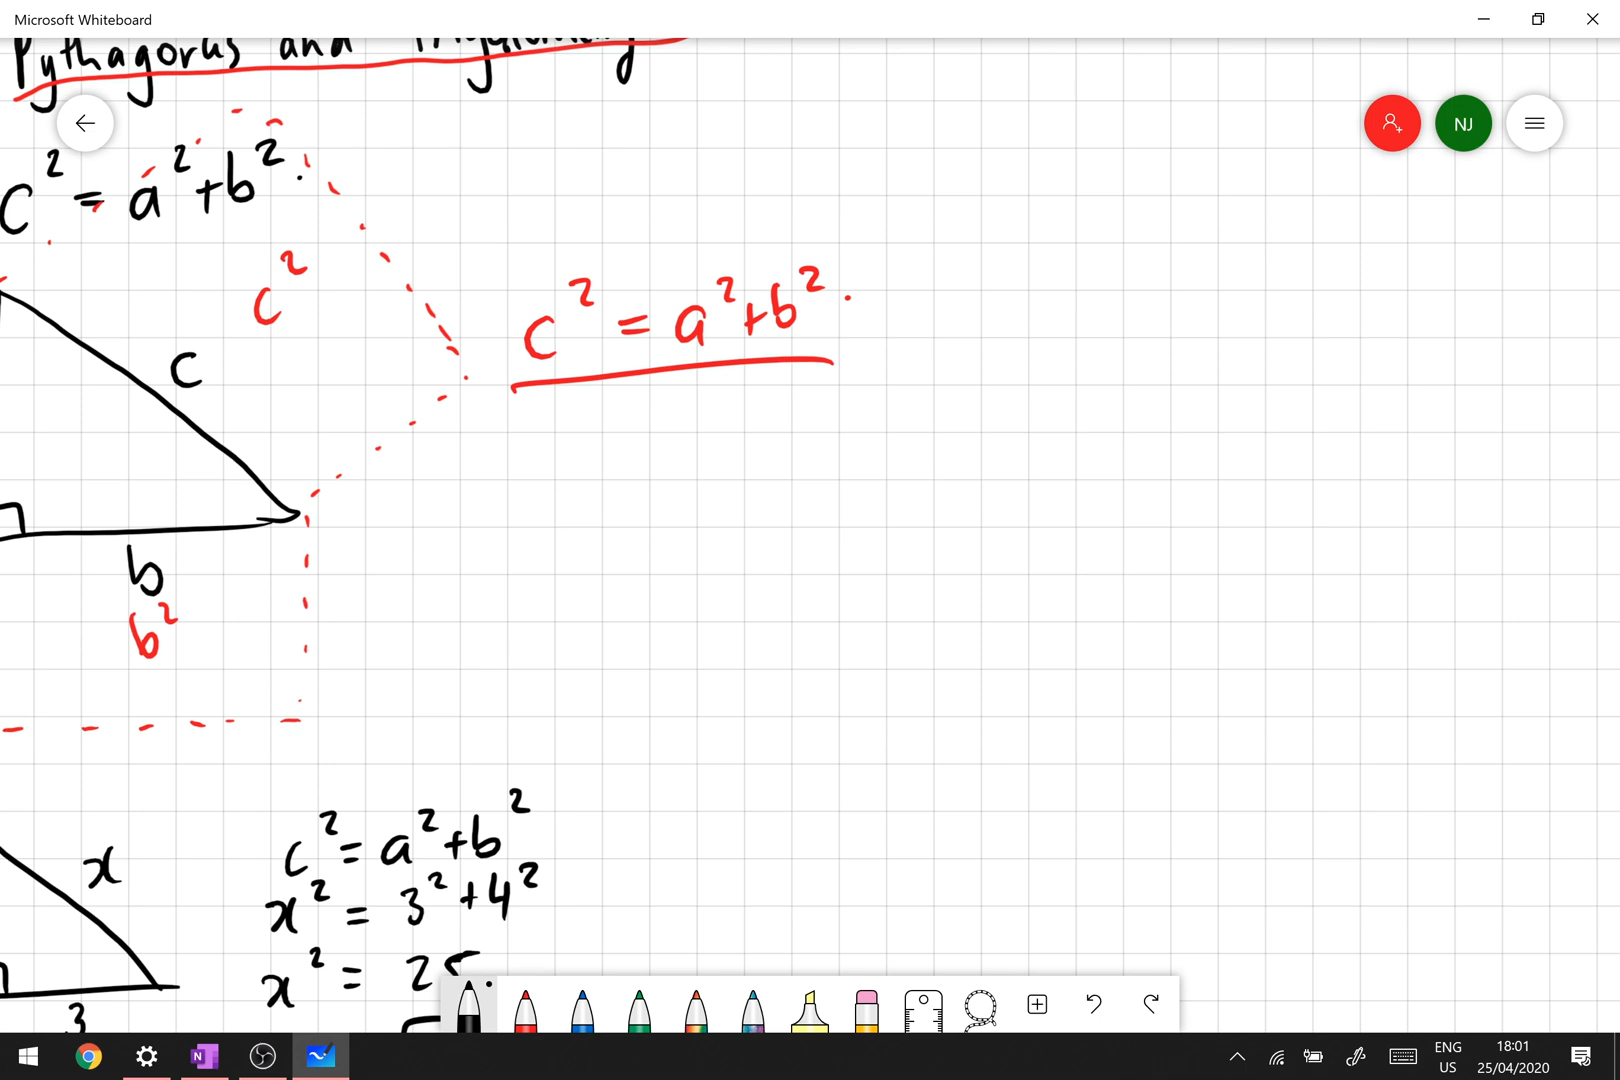 Microsoft Whiteboard
Pythagorus and
NJ
c² = a² + b².
c²
c² = a² + b².
c
b
b²
x
c² = a² + b²
x² = 3² + 4²
x² = 25
3
ENG
US
18:01
25/04/2020